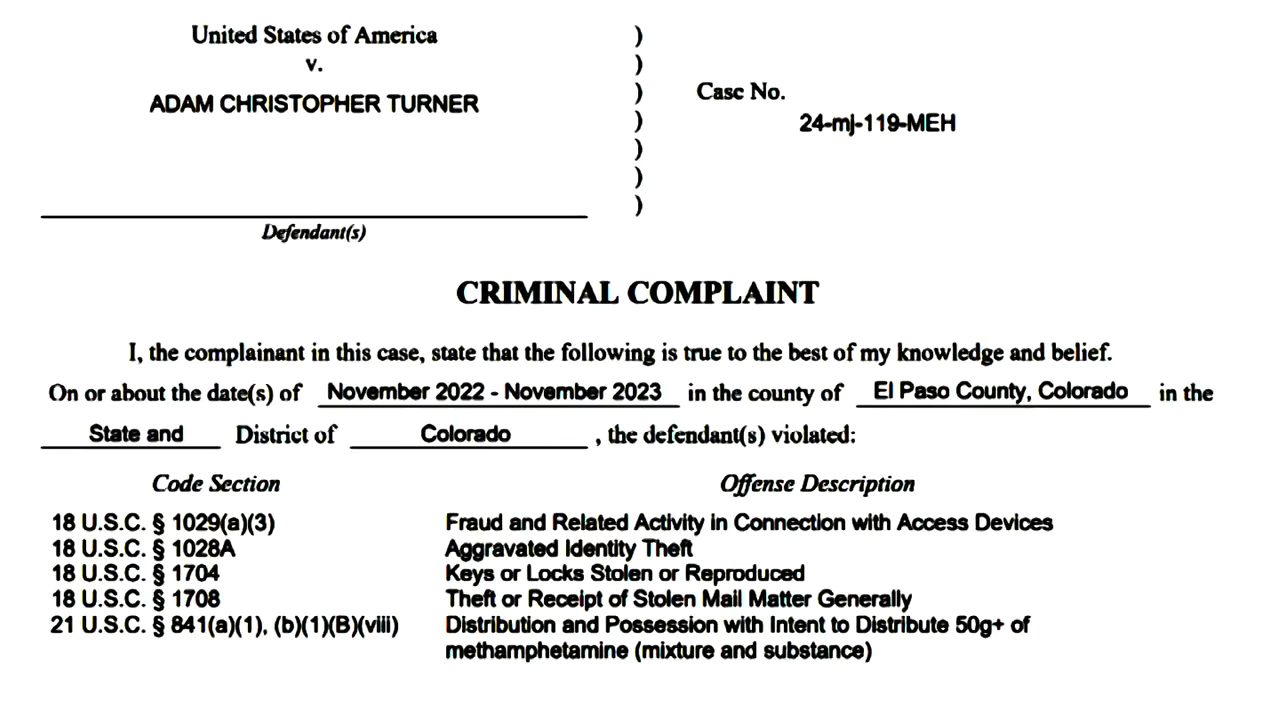 United States of America
v.
ADAM CHRISTOPHER TURNER
)
)
)
)
)
)
)
Case No.
24-mj-119-MEH
Defendant(s)
CRIMINAL COMPLAINT
I, the complainant in this case, state that the following is true to the best of my knowledge and belief.
On or about the date(s) of November 2022 - November 2023 in the county of El Paso County, Colorado in the
State and District of Colorado , the defendant(s) violated:
Code Section Offense Description
18 U.S.C. § 1029(a)(3) Fraud and Related Activity in Connection with Access Devices
18 U.S.C. § 1028A Aggravated Identity Theft
18 U.S.C. § 1704 Keys or Locks Stolen or Reproduced
18 U.S.C. § 1708 Theft or Receipt of Stolen Mail Matter Generally
21 U.S.C. § 841(a)(1), (b)(1)(B)(viii) Distribution and Possession with Intent to Distribute 50g+ of
methamphetamine (mixture and substance)